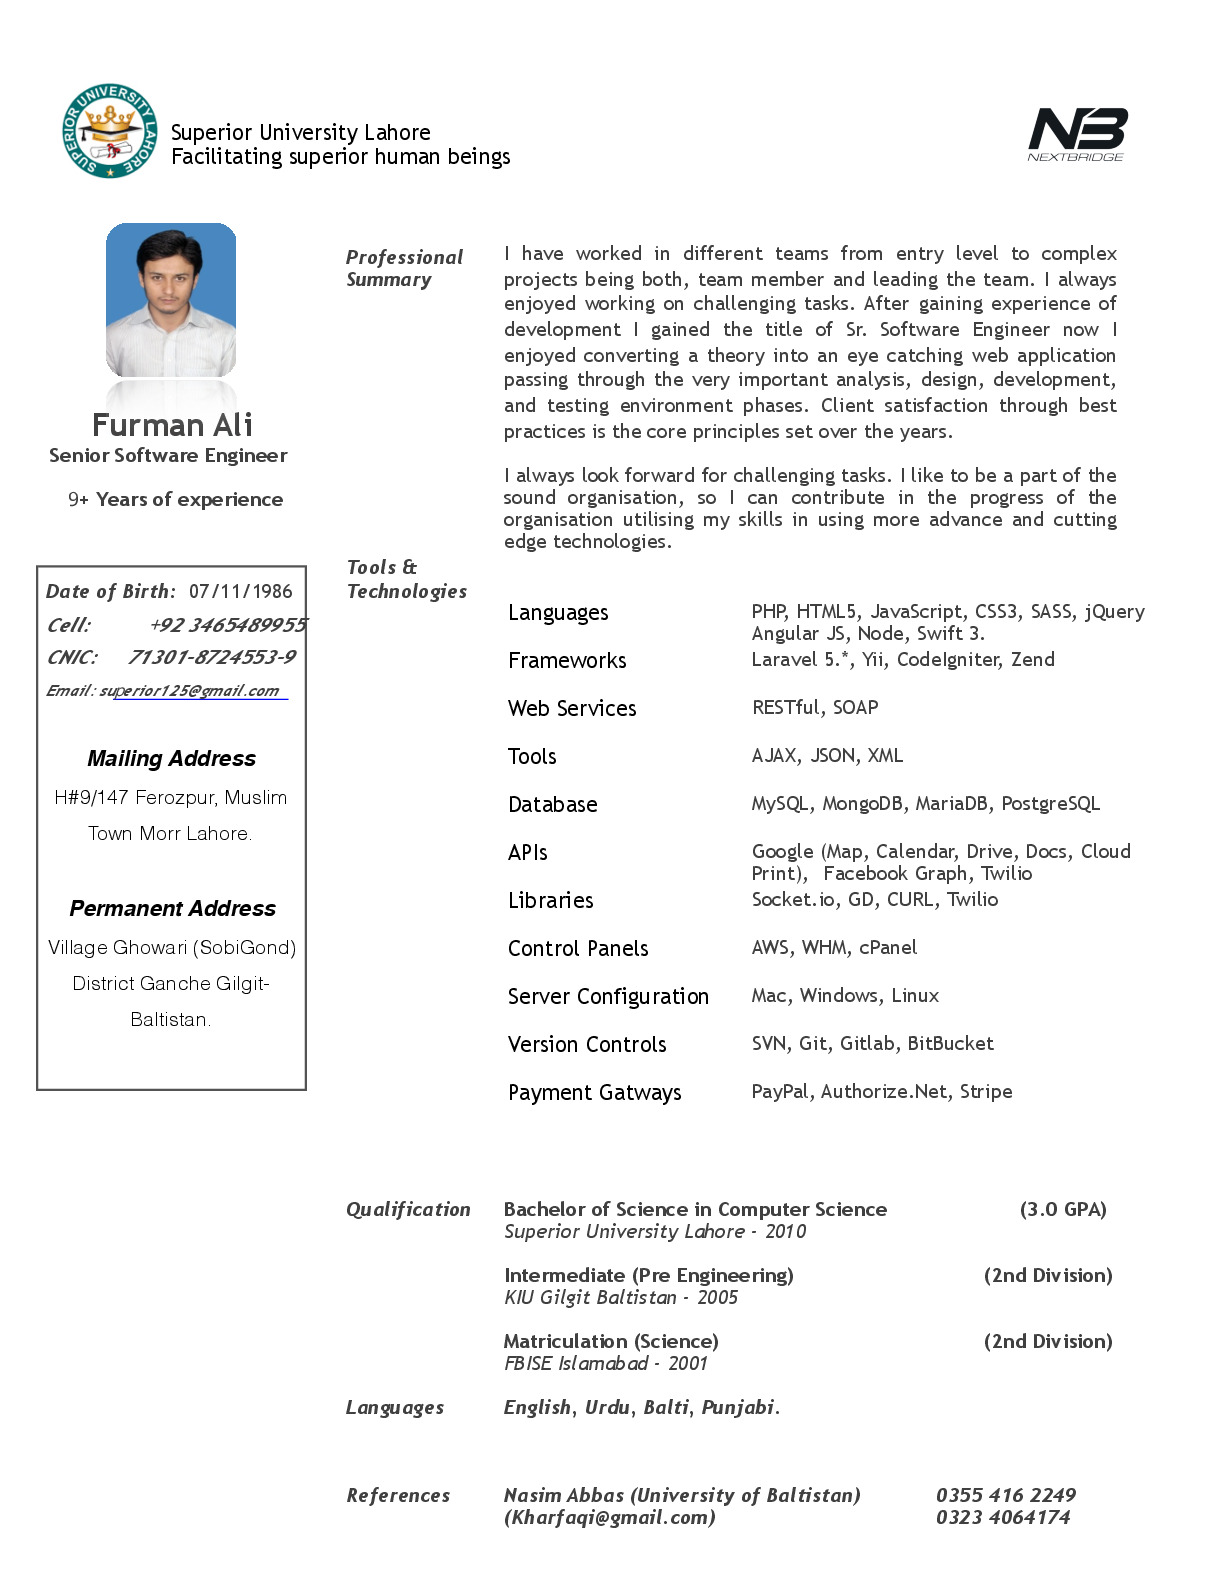 SUPERIOR UNIVERSITY LAHORE
Superior University Lahore
Facilitating superior human beings
NB
NEXTBRIDGE
Furman Ali
Senior Software Engineer
9+ Years of experience
Date of Birth: 07/11/1986
Cell: +92 3465489955
CNIC: 71301-8724553-9
Email: superior125@gmail.com
Mailing Address
H#9/147 Ferozpur, Muslim
Town Morr Lahore.
Permanent Address
Village Ghowari (SobiGond)
District Ganche Gilgit-
Baltistan.
Professional
Summary
I have worked in different teams from entry level to complex
projects being both, team member and leading the team. I always
enjoyed working on challenging tasks. After gaining experience of
development I gained the title of Sr. Software Engineer now I
enjoyed converting a theory into an eye catching web application
passing through the very important analysis, design, development,
and testing environment phases. Client satisfaction through best
practices is the core principles set over the years.
I always look forward for challenging tasks. I like to be a part of the
sound organisation, so I can contribute in the progress of the
organisation utilising my skills in using more advance and cutting
edge technologies.
Tools &
Technologies
Languages PHP, HTML5, JavaScript, CSS3, SASS, jQuery
Angular JS, Node, Swift 3.
Frameworks Laravel 5.*, Yii, CodeIgniter, Zend
Web Services RESTful, SOAP
Tools AJAX, JSON, XML
Database MySQL, MongoDB, MariaDB, PostgreSQL
APIs Google (Map, Calendar, Drive, Docs, Cloud
Print), Facebook Graph, Twilio
Libraries Socket.io, GD, CURL, Twilio
Control Panels AWS, WHM, cPanel
Server Configuration Mac, Windows, Linux
Version Controls SVN, Git, Gitlab, BitBucket
Payment Gatways PayPal, Authorize.Net, Stripe
Qualification Bachelor of Science in Computer Science (3.0 GPA)
Superior University Lahore - 2010
Intermediate (Pre Engineering) (2nd Division)
KIU Gilgit Baltistan - 2005
Matriculation (Science) (2nd Division)
FBISE Islamabad - 2001
Languages English, Urdu, Balti, Punjabi.
References Nasim Abbas (University of Baltistan) 0355 416 2249
(Kharfaqi@gmail.com) 0323 4064174